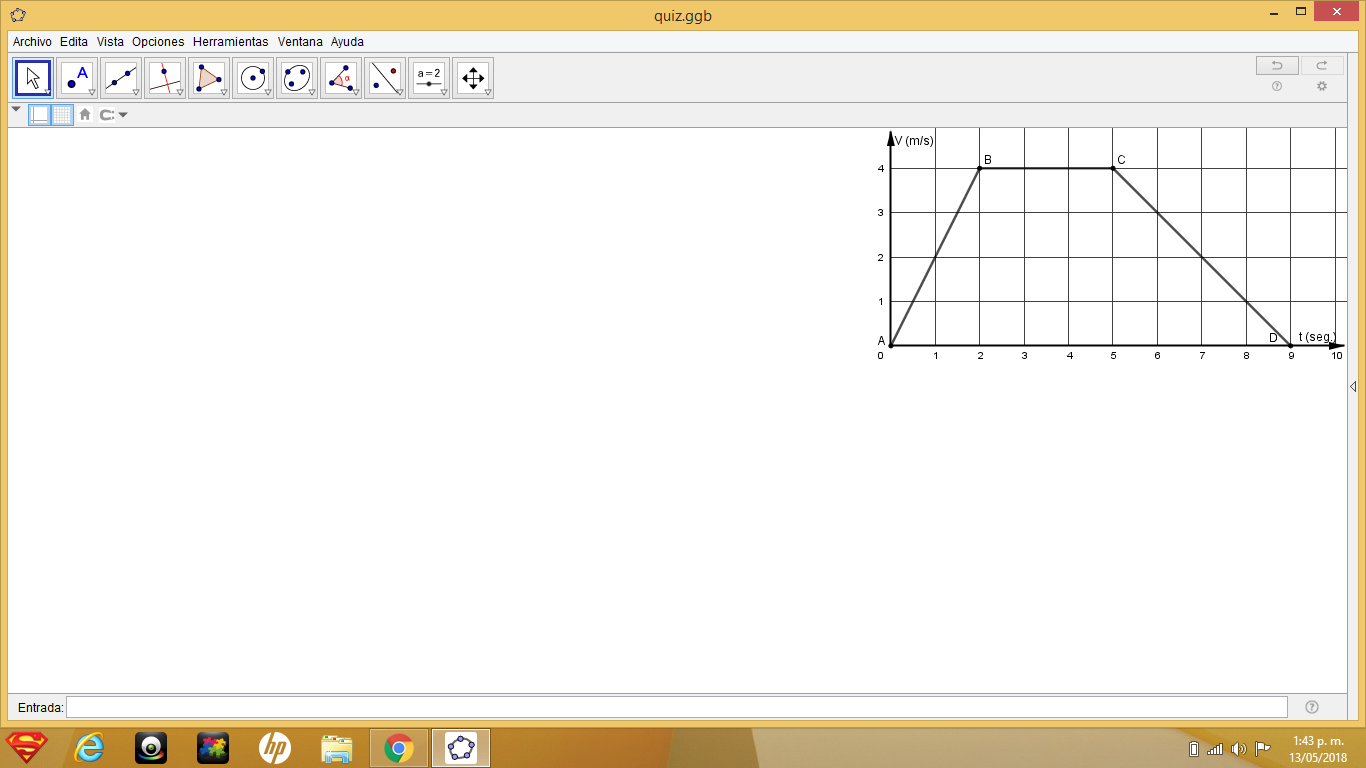 quiz.ggb
Archivo Edita Vista Opciones Herramientas Ventana Ayuda
A α a=2
V (m/s)
B C
4
3
2
1
A D t (seg.)
0 1 2 3 4 5 6 7 8 9 10
Entrada:
hp
1:43 p. m.
13/05/2018